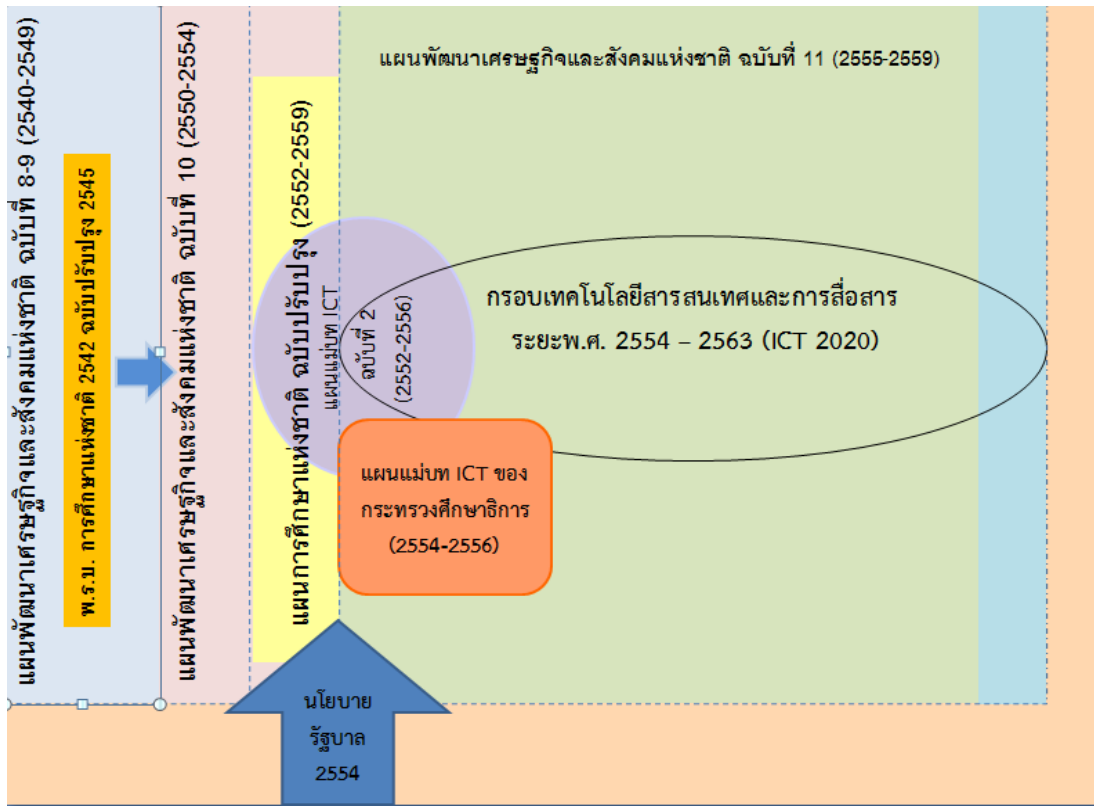 แผนพัฒนาเศรษฐกิจและสังคมแห่งชาติ ฉบับที่ 8-9 (2540-2549)
พ.ร.บ. การศึกษาแห่งชาติ 2542 ฉบับปรับปรุง 2545
แผนพัฒนาเศรษฐกิจและสังคมแห่งชาติ ฉบับที่ 10 (2550-2554)
แผนการศึกษาแห่งชาติ ฉบับปรับปรุง (2552-2559)
แผนแม่บท ICT
ฉบับที่ 2
(2552-2556)
แผนพัฒนาเศรษฐกิจและสังคมแห่งชาติ ฉบับที่ 11 (2555-2559)
กรอบเทคโนโลยีสารสนเทศและการสื่อสาร
ระยะพ.ศ. 2554 – 2563 (ICT 2020)
แผนแม่บท ICT ของ
กระทรวงศึกษาธิการ
(2554-2556)
นโยบาย
รัฐบาล
2554